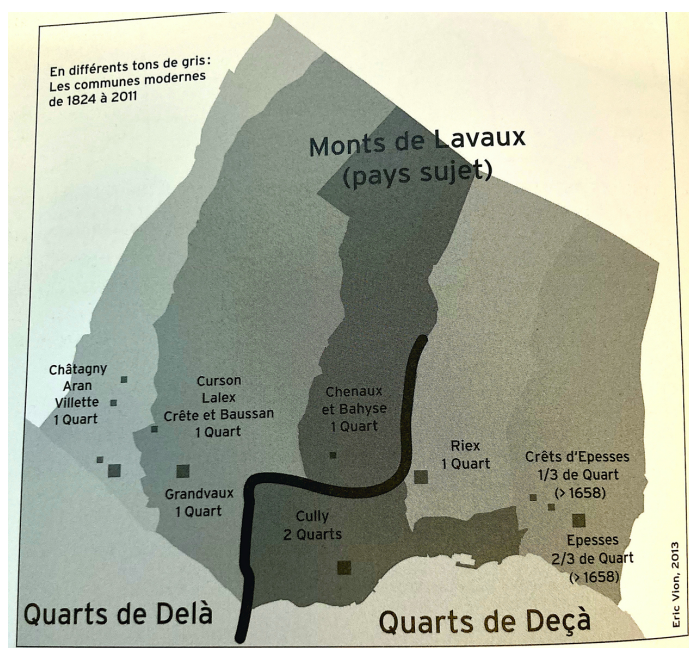 En différents tons de gris:
Les communes modernes
de 1824 à 2011
Monts de Lavaux
(pays sujet)
Châtagny
Aran
Villette
1 Quart
Curson
Lalex
Crête et Baussan
1 Quart
Chenaux
et Bahyse
1 Quart
Riex
1 Quart
Crêts d'Epesses
1/3 de Quart
(> 1658)
Grandvaux
1 Quart
Cully
2 Quarts
Epesses
2/3 de Quart
(> 1658)
Quarts de Delà
Quarts de Deçà
Eric Vion, 2013